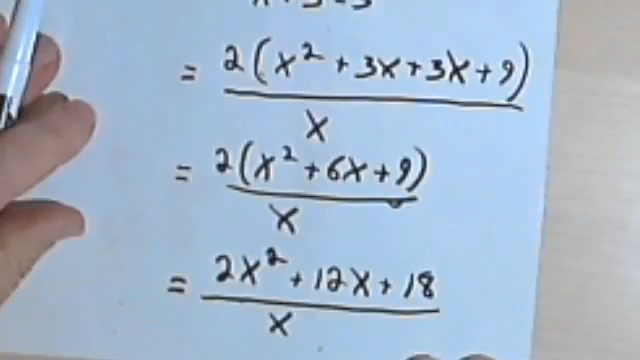 = 2(x² + 3x + 3x + 9) / x
= 2(x² + 6x + 9) / x
= 2x² + 12x + 18 / x